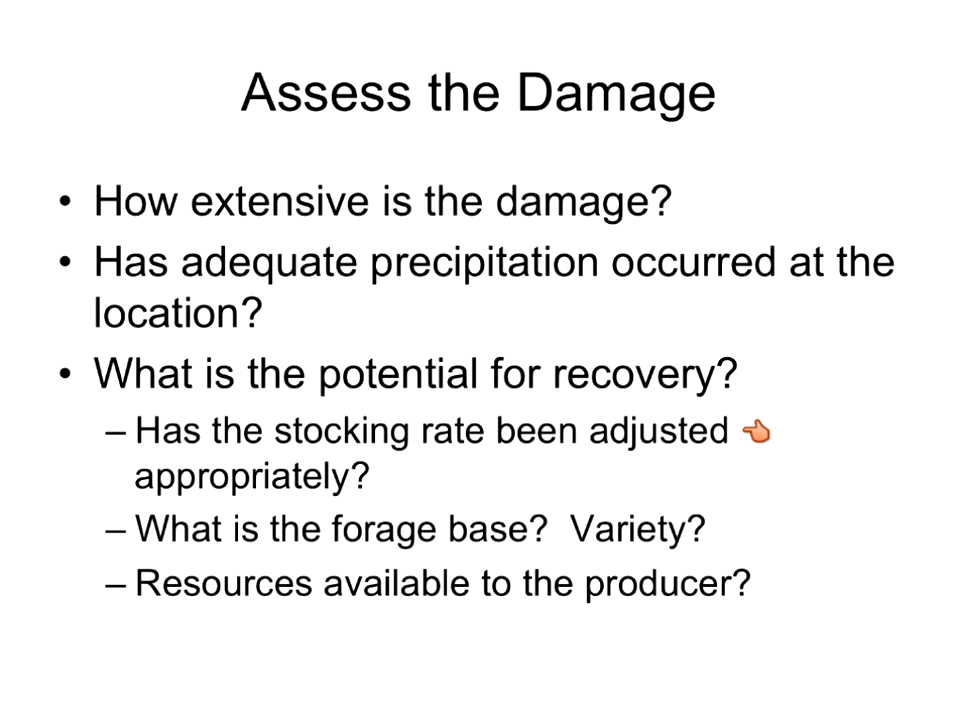 Assess the Damage
• How extensive is the damage?
• Has adequate precipitation occurred at the
location?
• What is the potential for recovery?
– Has the stocking rate been adjusted 👈
appropriately?
– What is the forage base?  Variety?
– Resources available to the producer?